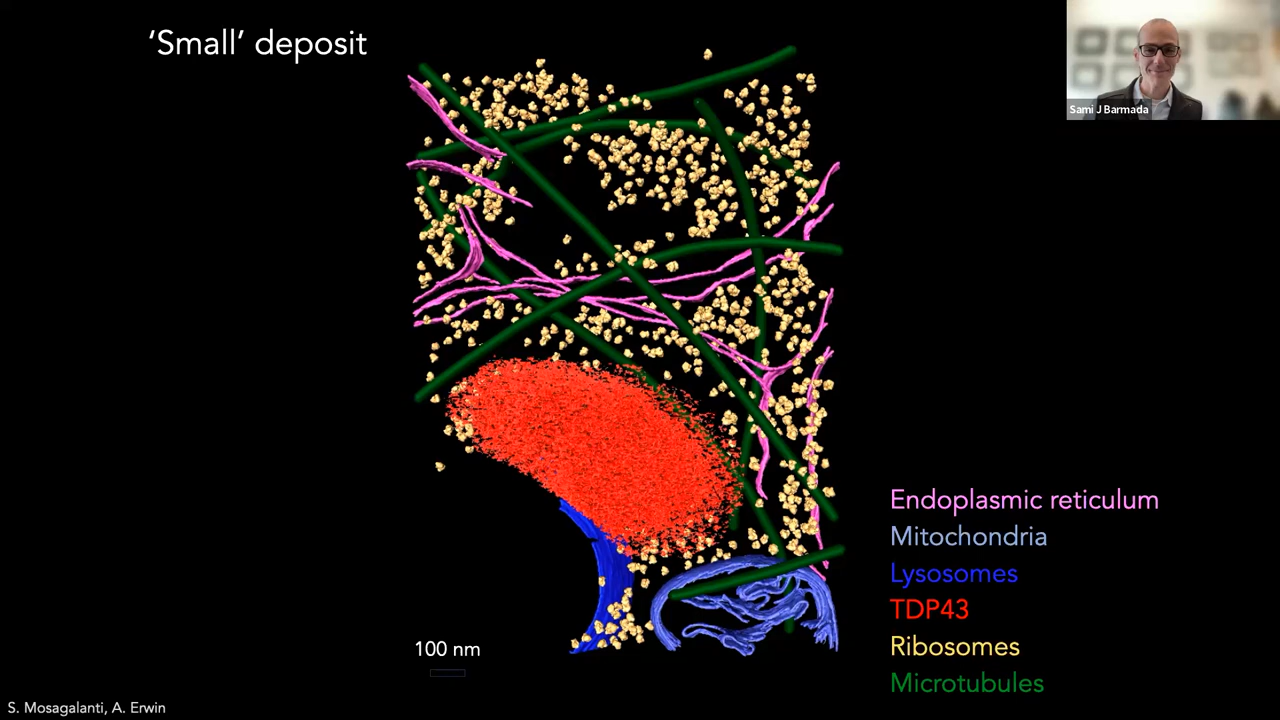 ‘Small’ deposit
Sami J Barmada
Endoplasmic reticulum
Mitochondria
Lysosomes
TDP43
Ribosomes
Microtubules
100 nm
S. Mosagalanti, A. Erwin